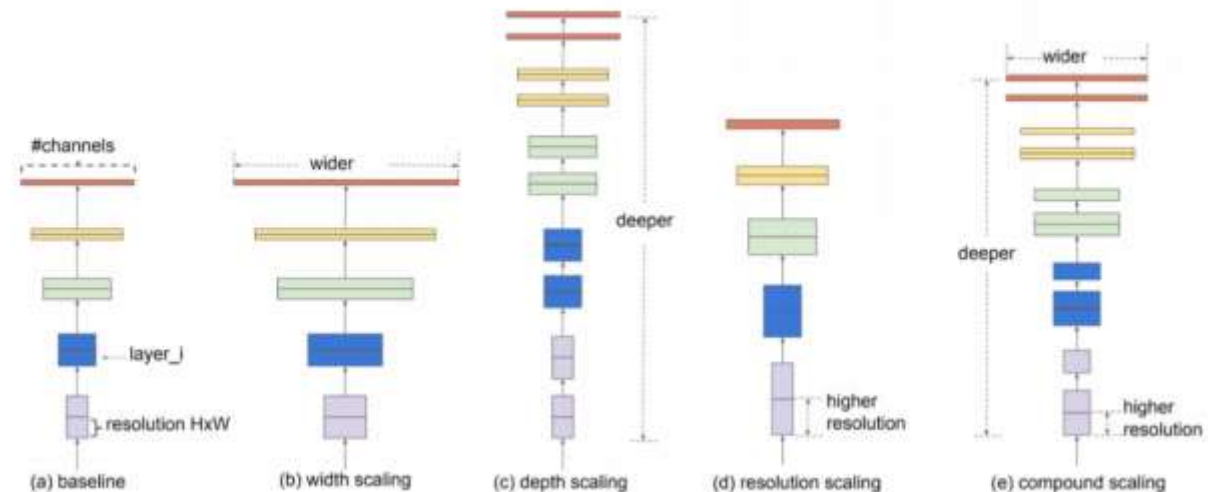 #channels
layer_i
resolution HxW
(a) baseline
wider
(b) width scaling
deeper
(c) depth scaling
higher
resolution
(d) resolution scaling
wider
deeper
higher
resolution
(e) compound scaling